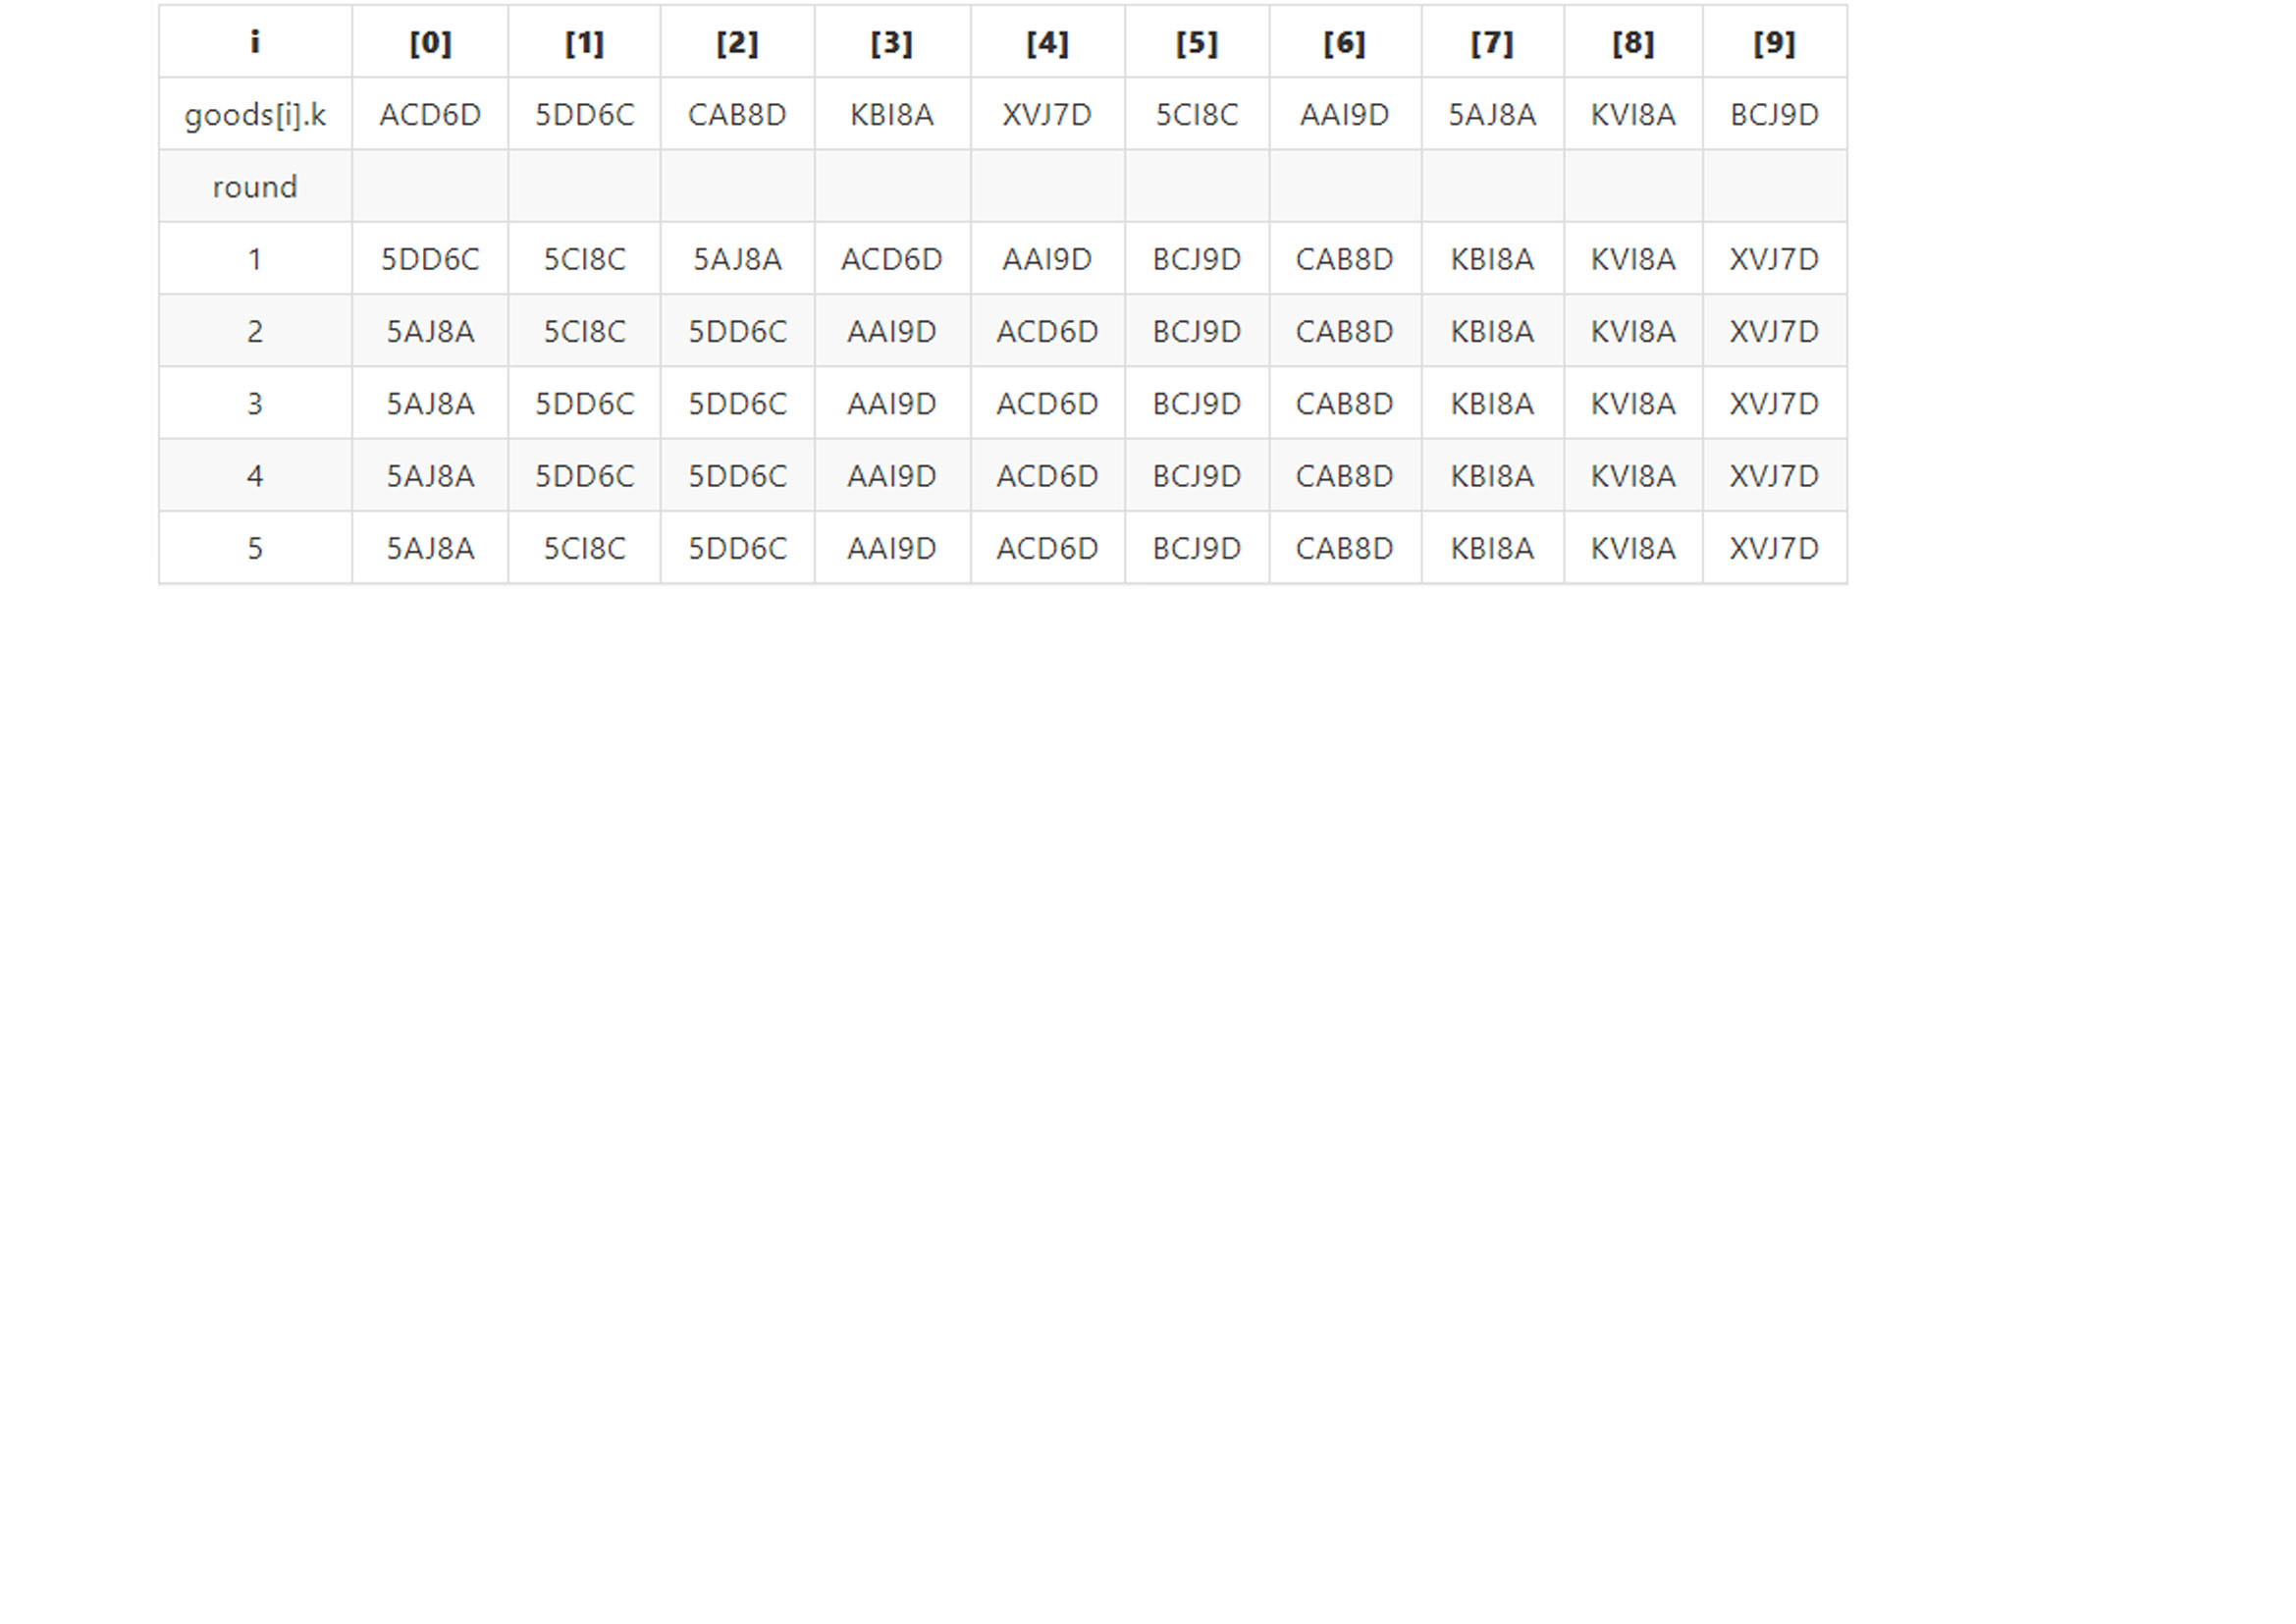 i [0] [1] [2] [3] [4] [5] [6] [7] [8] [9]
goods[i].k ACD6D 5DD6C CAB8D KBI8A XVJ7D 5CI8C AAI9D 5AJ8A KVI8A BCJ9D
round
1 5DD6C 5CI8C 5AJ8A ACD6D AAI9D BCJ9D CAB8D KBI8A KVI8A XVJ7D
2 5AJ8A 5CI8C 5DD6C AAI9D ACD6D BCJ9D CAB8D KBI8A KVI8A XVJ7D
3 5AJ8A 5DD6C 5DD6C AAI9D ACD6D BCJ9D CAB8D KBI8A KVI8A XVJ7D
4 5AJ8A 5DD6C 5DD6C AAI9D ACD6D BCJ9D CAB8D KBI8A KVI8A XVJ7D
5 5AJ8A 5CI8C 5DD6C AAI9D ACD6D BCJ9D CAB8D KBI8A KVI8A XVJ7D